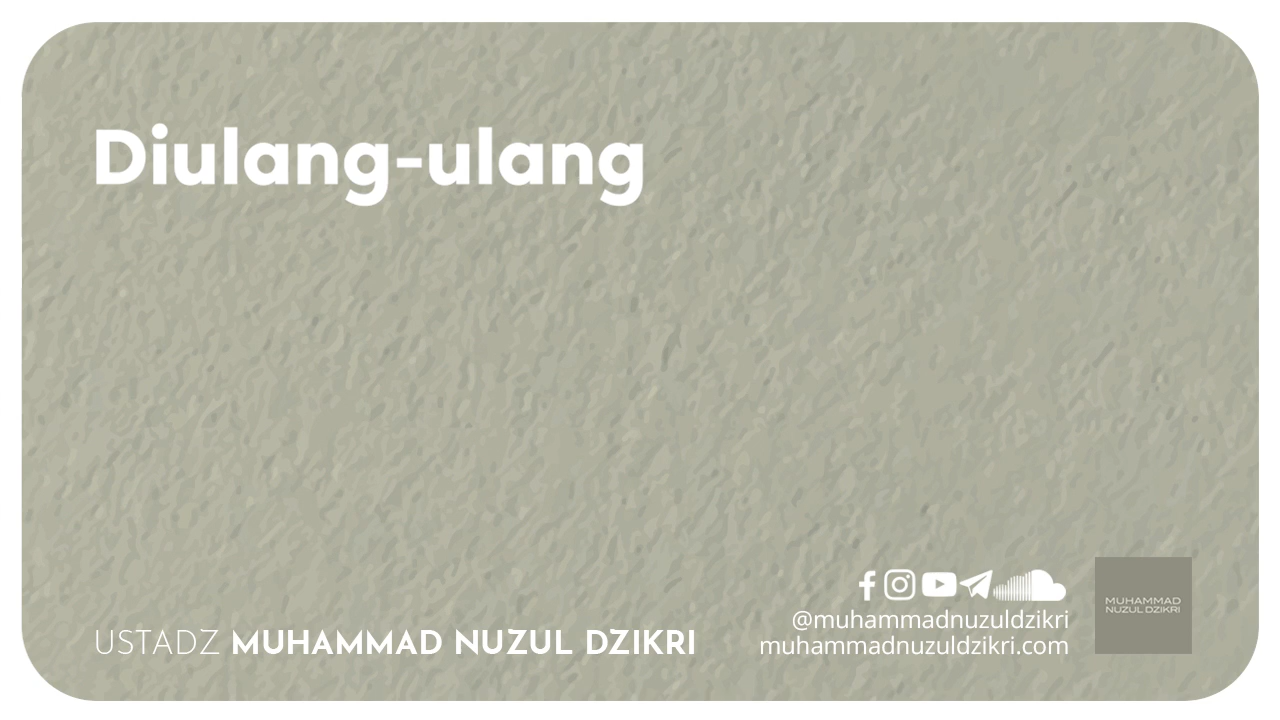 Diulang-ulang
USTADZ MUHAMMAD NUZUL DZIKRI
@muhammadnuzuldzikri
muhammadnuzuldzikri.com
MUHAMMAD
NUZUL DZIKRI